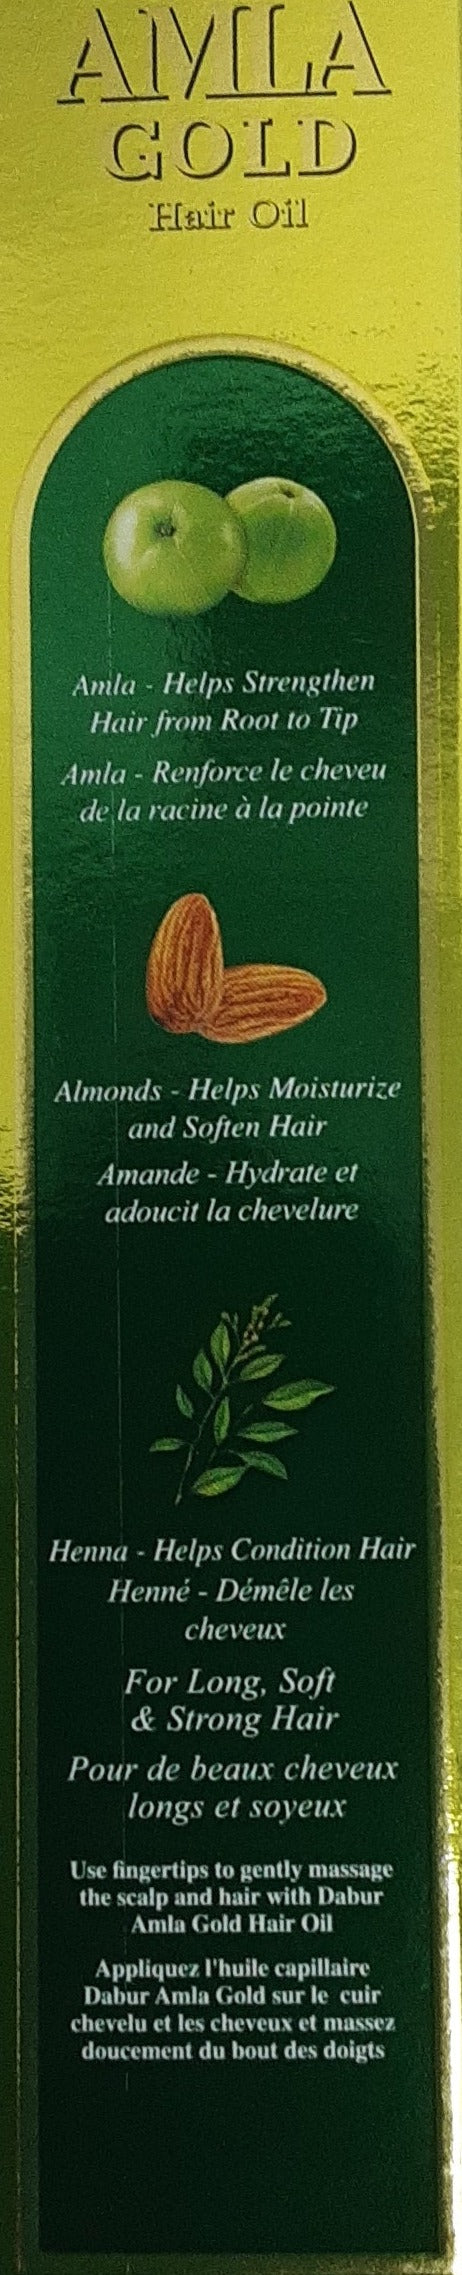 AMLA
GOLD
Hair Oil
Amla - Helps Strengthen
Hair from Root to Tip
Amla - Renforce le cheveu
de la racine à la pointe
Almonds - Helps Moisturize
and Soften Hair
Amande - Hydrate et
adoucit la chevelure
Henna - Helps Condition Hair
Henné - Démêle les
cheveux
For Long, Soft
& Strong Hair
Pour de beaux cheveux
longs et soyeux
Use fingertips to gently massage
the scalp and hair with Dabur
Amla Gold Hair Oil
Appliquez l'huile capillaire
Dabur Amla Gold sur le cuir
chevelu et les cheveux et massez
doucement du bout des doigts